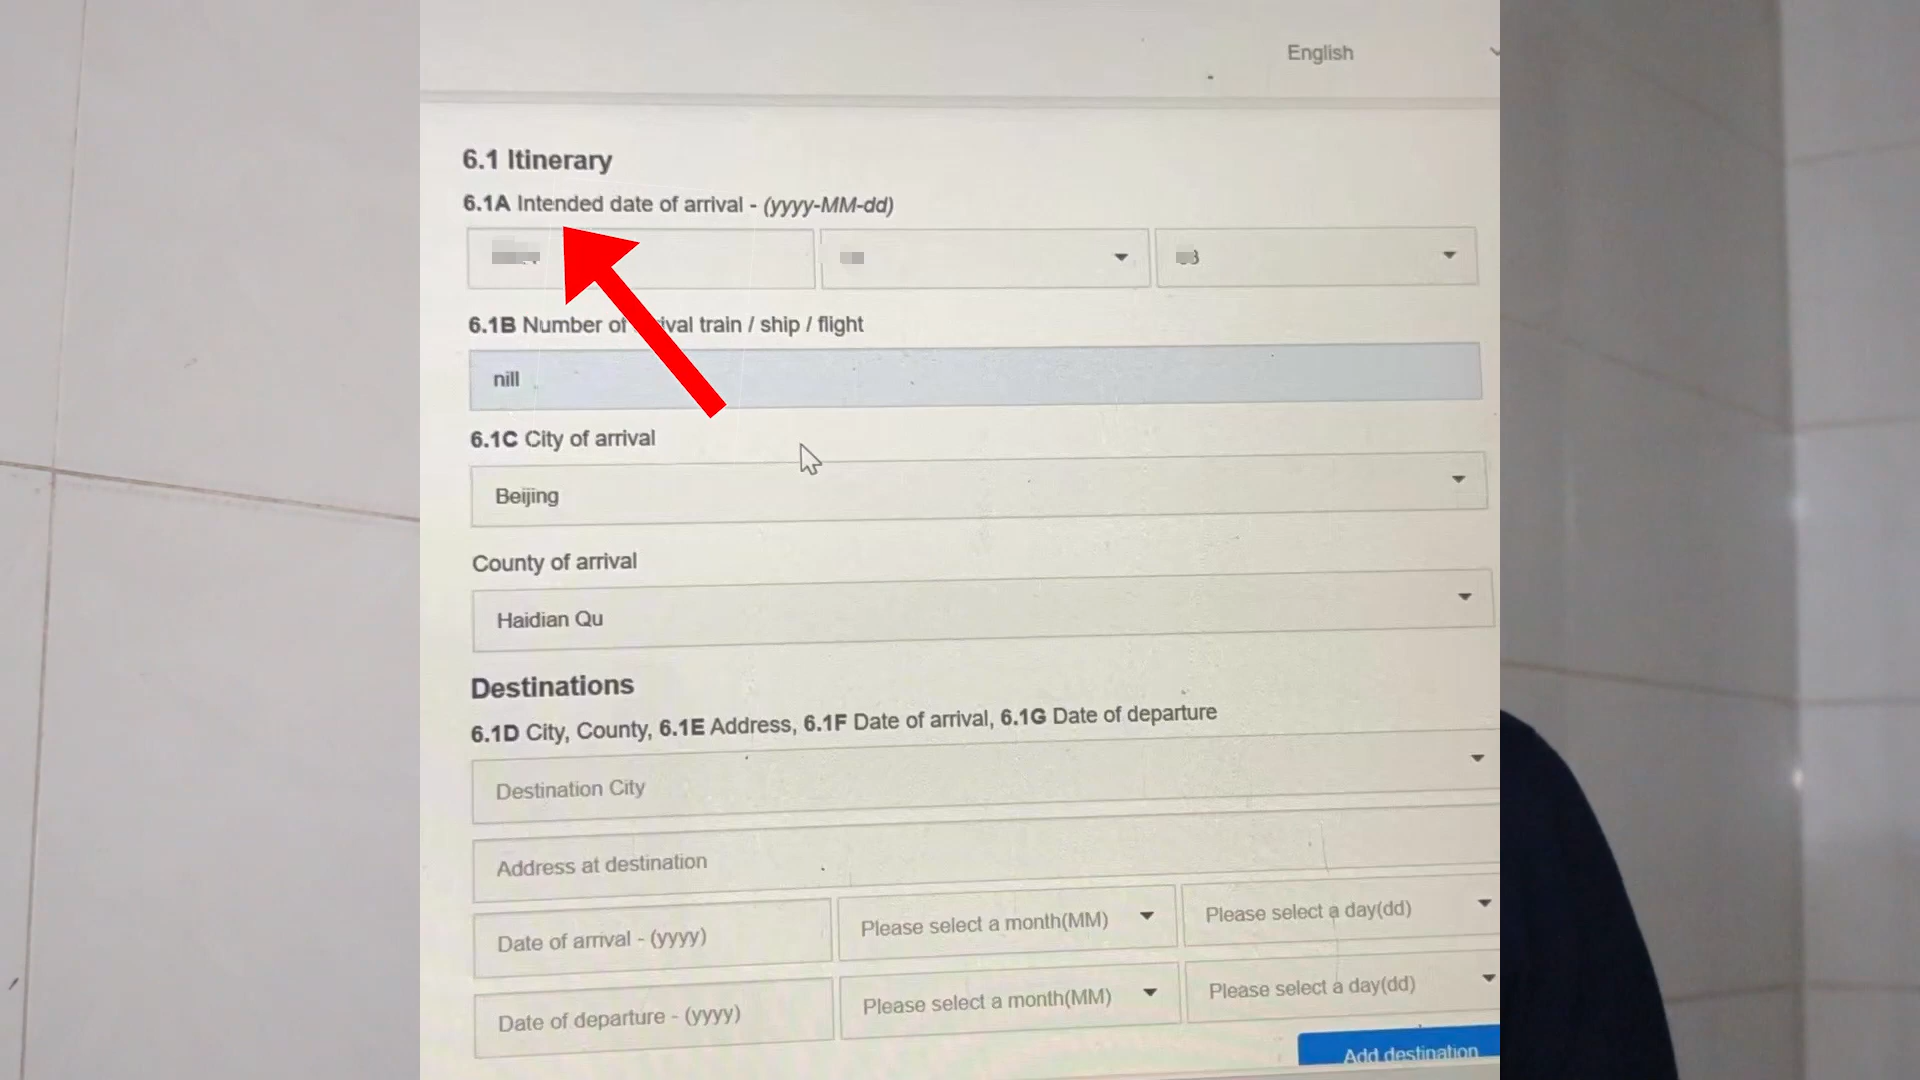 English
6.1 Itinerary
6.1A Intended date of arrival - (yyyy-MM-dd)
6.1B Number of train / ship / flight
nill
6.1C City of arrival
Beijing
County of arrival
Haidian Qu
Destinations
6.1D City, County, 6.1E Address, 6.1F Date of arrival, 6.1G Date of departure
Destination City
Address at destination
Date of arrival - (yyyy) Please select a month(MM) Please select a day(dd)
Date of departure - (yyyy) Please select a month(MM) Please select a day(dd)
Add destination